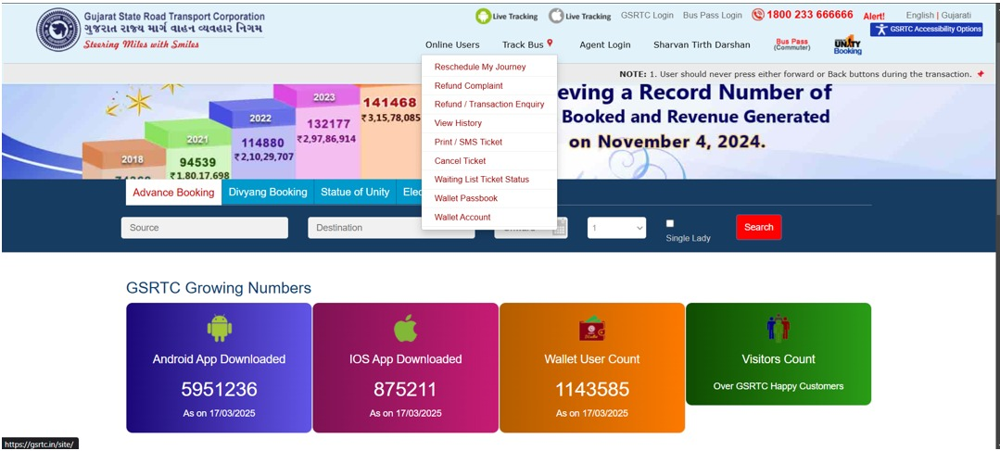 Gujarat State Road Transport Corporation
ગુજરાત રાજ્ય માર્ગ વાહન વ્યવહાર નિગમ
Steering Miles with Smiles
Live Tracking
Live Tracking
GSRTC Login
Bus Pass Login
1800 233 666666
Alert!
English | Gujarati
GSRTC Accessibility Options
Online Users
Track Bus
Agent Login
Sharvan Tirth Darshan
Bus Pass
(Commuter)
UNITY
Booking
NOTE: 1. User should never press either forward or Back buttons during the transaction.
Reschedule My Journey
Refund Complaint
Refund / Transaction Enquiry
View History
Print / SMS Ticket
Cancel Ticket
Waiting List Ticket Status
Wallet Passbook
Wallet Account
2018
2021
94539
₹1,80,17,698
2022
114880
₹2,10,29,707
2023
132177
₹2,97,86,914
141468
₹3,15,78,085
eving a Record Number of
Booked and Revenue Generated
on November 4, 2024.
Advance Booking
Divyang Booking
Statue of Unity
Elec
Source
Destination
1
Single Lady
Search
GSRTC Growing Numbers
Android App Downloaded
5951236
As on 17/03/2025
IOS App Downloaded
875211
As on 17/03/2025
Wallet User Count
1143585
As on 17/03/2025
Visitors Count
Over GSRTC Happy Customers
https://gsrtc.in/site/